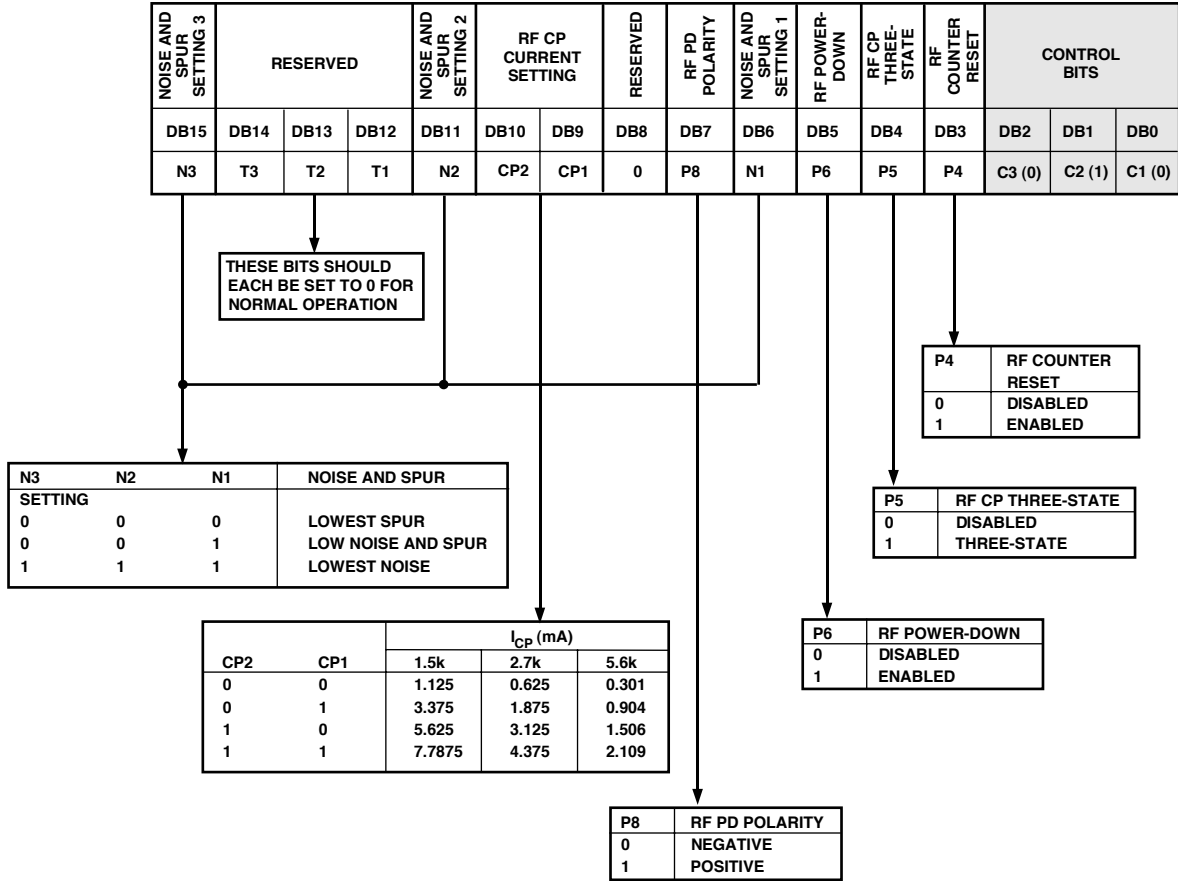 NOISE AND SPUR SETTING 3
RESERVED
NOISE AND SPUR SETTING 2
RF CP CURRENT SETTING
RESERVED
RF PD POLARITY
NOISE AND SPUR SETTING 1
RF POWER-DOWN
RF CP THREE-STATE
RF COUNTER RESET
CONTROL BITS
DB15 DB14 DB13 DB12 DB11 DB10 DB9 DB8 DB7 DB6 DB5 DB4 DB3 DB2 DB1 DB0
N3 T3 T2 T1 N2 CP2 CP1 0 P8 N1 P6 P5 P4 C3 (0) C2 (1) C1 (0)
THESE BITS SHOULD
EACH BE SET TO 0 FOR
NORMAL OPERATION
P4 RF COUNTER
RESET
0 DISABLED
1 ENABLED
N3 N2 N1 NOISE AND SPUR
SETTING
0 0 0 LOWEST SPUR
0 0 1 LOW NOISE AND SPUR
1 1 1 LOWEST NOISE
P5 RF CP THREE-STATE
0 DISABLED
1 THREE-STATE
ICP (mA)
CP2 CP1 1.5k 2.7k 5.6k
0 0 1.125 0.625 0.301
0 1 3.375 1.875 0.904
1 0 5.625 3.125 1.506
1 1 7.7875 4.375 2.109
P6 RF POWER-DOWN
0 DISABLED
1 ENABLED
P8 RF PD POLARITY
0 NEGATIVE
1 POSITIVE